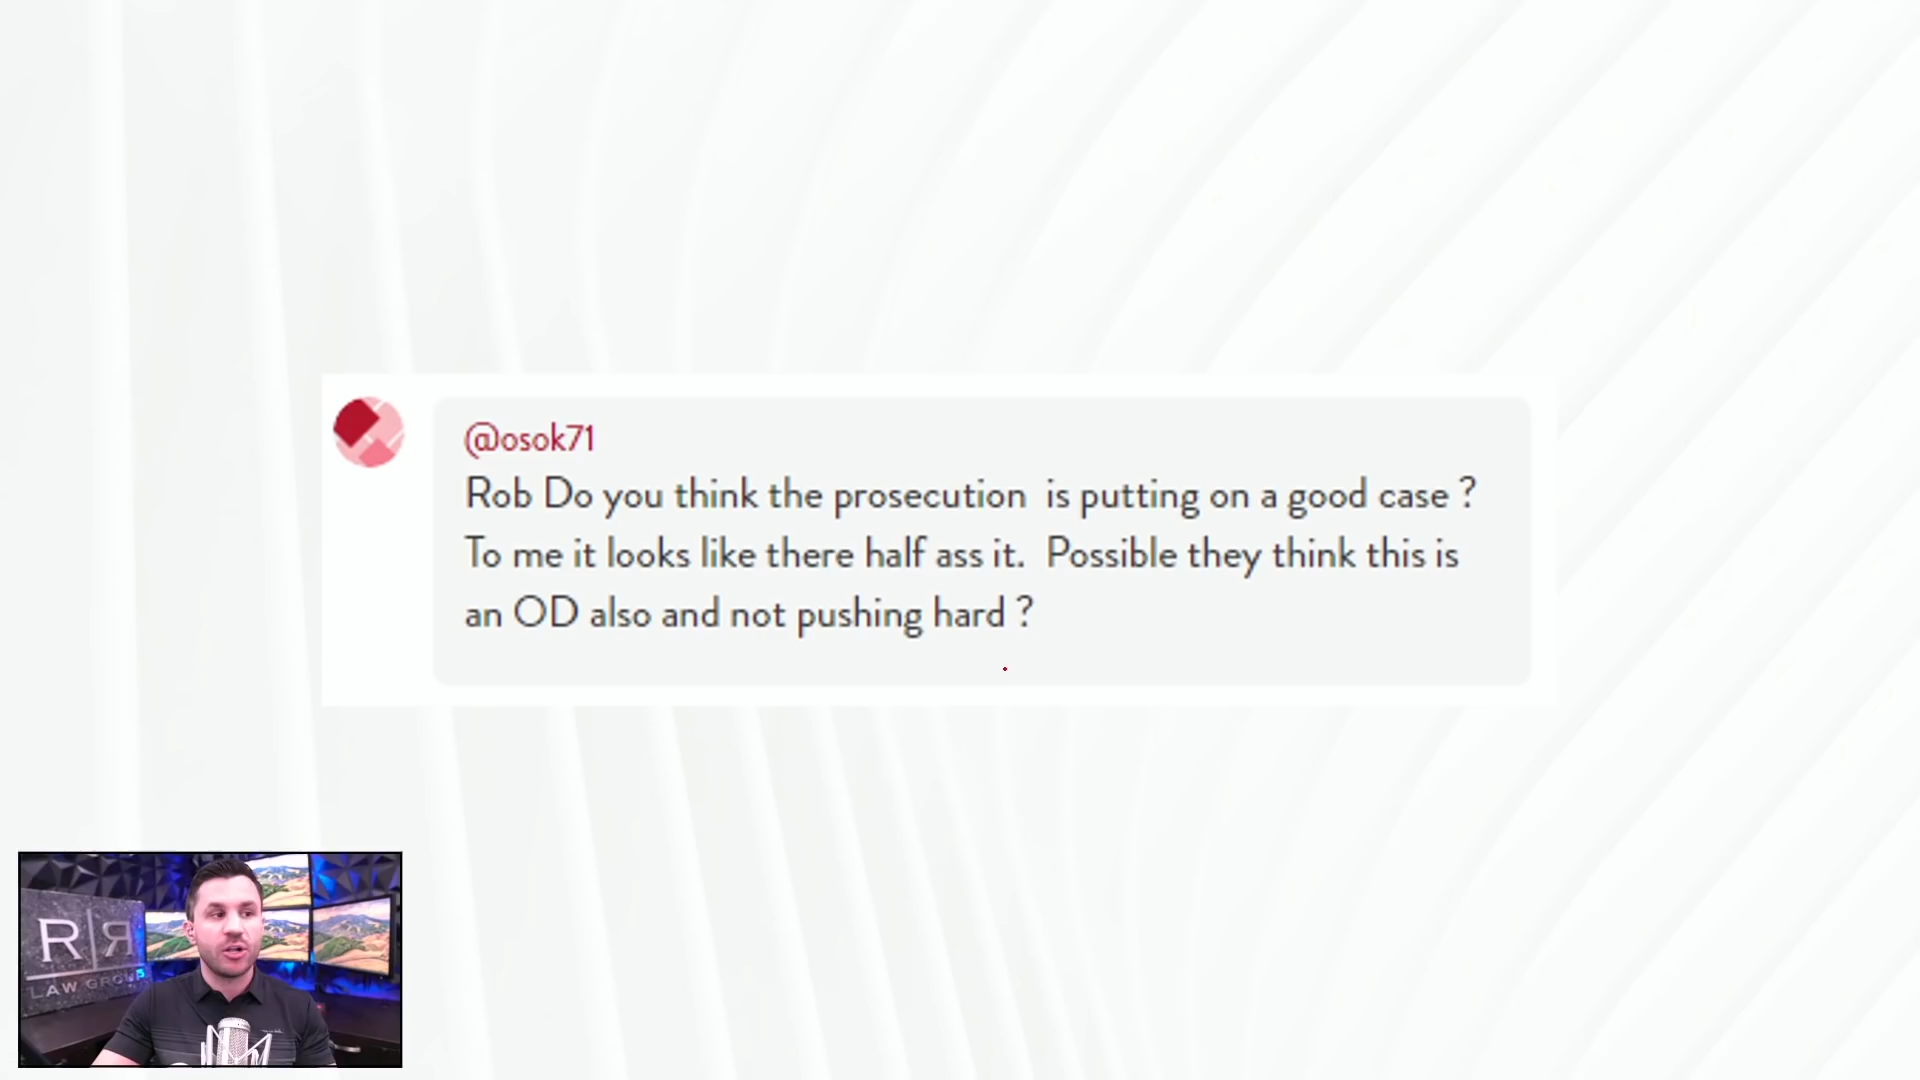 @osok71
Rob Do you think the prosecution  is putting on a good case ?
To me it looks like there half ass it.  Possible they think this is
an OD also and not pushing hard ?
R|Я
LAW GROUP